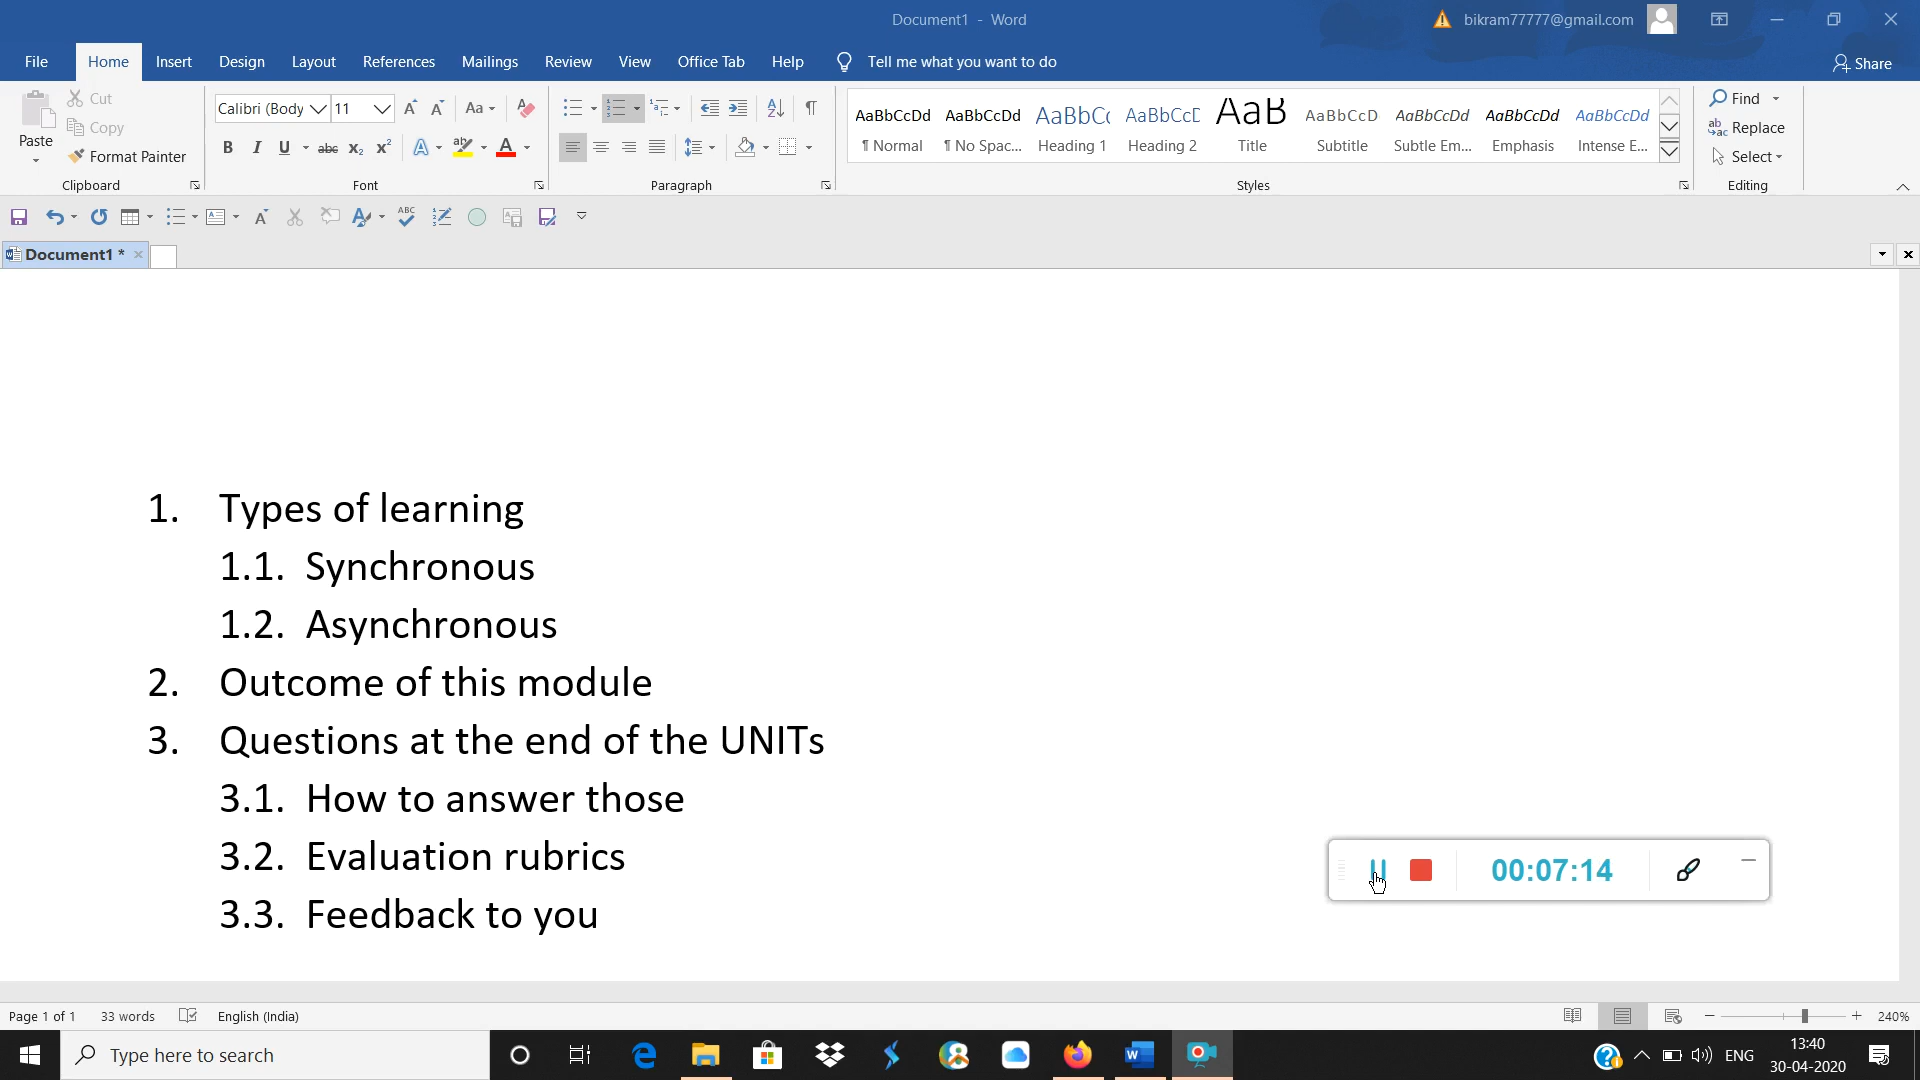 Document1 - Word
bikram77777@gmail.com
File Home Insert Design Layout References Mailings Review View Office Tab Help Tell me what you want to do Share
Paste
Cut
Copy
Format Painter
Clipboard
Calibri (Body 11
Aa
B I U abc x₂ x² A ab A
Font
Paragraph
AaBbCcDd AaBbCcDd AaBbCc AaBbCcD AaB AaBbCcD AaBbCcDd AaBbCcDd AaBbCcDd
¶ Normal ¶ No Spac... Heading 1 Heading 2 Title Subtitle Subtle Em... Emphasis Intense E...
Styles
Find
Replace
Select
Editing
Document1 *
1. Types of learning
1.1. Synchronous
1.2. Asynchronous
2. Outcome of this module
3. Questions at the end of the UNITs
3.1. How to answer those
3.2. Evaluation rubrics
3.3. Feedback to you
00:07:14
Page 1 of 1 33 words English (India) 240%
Type here to search
ENG
13:40
30-04-2020